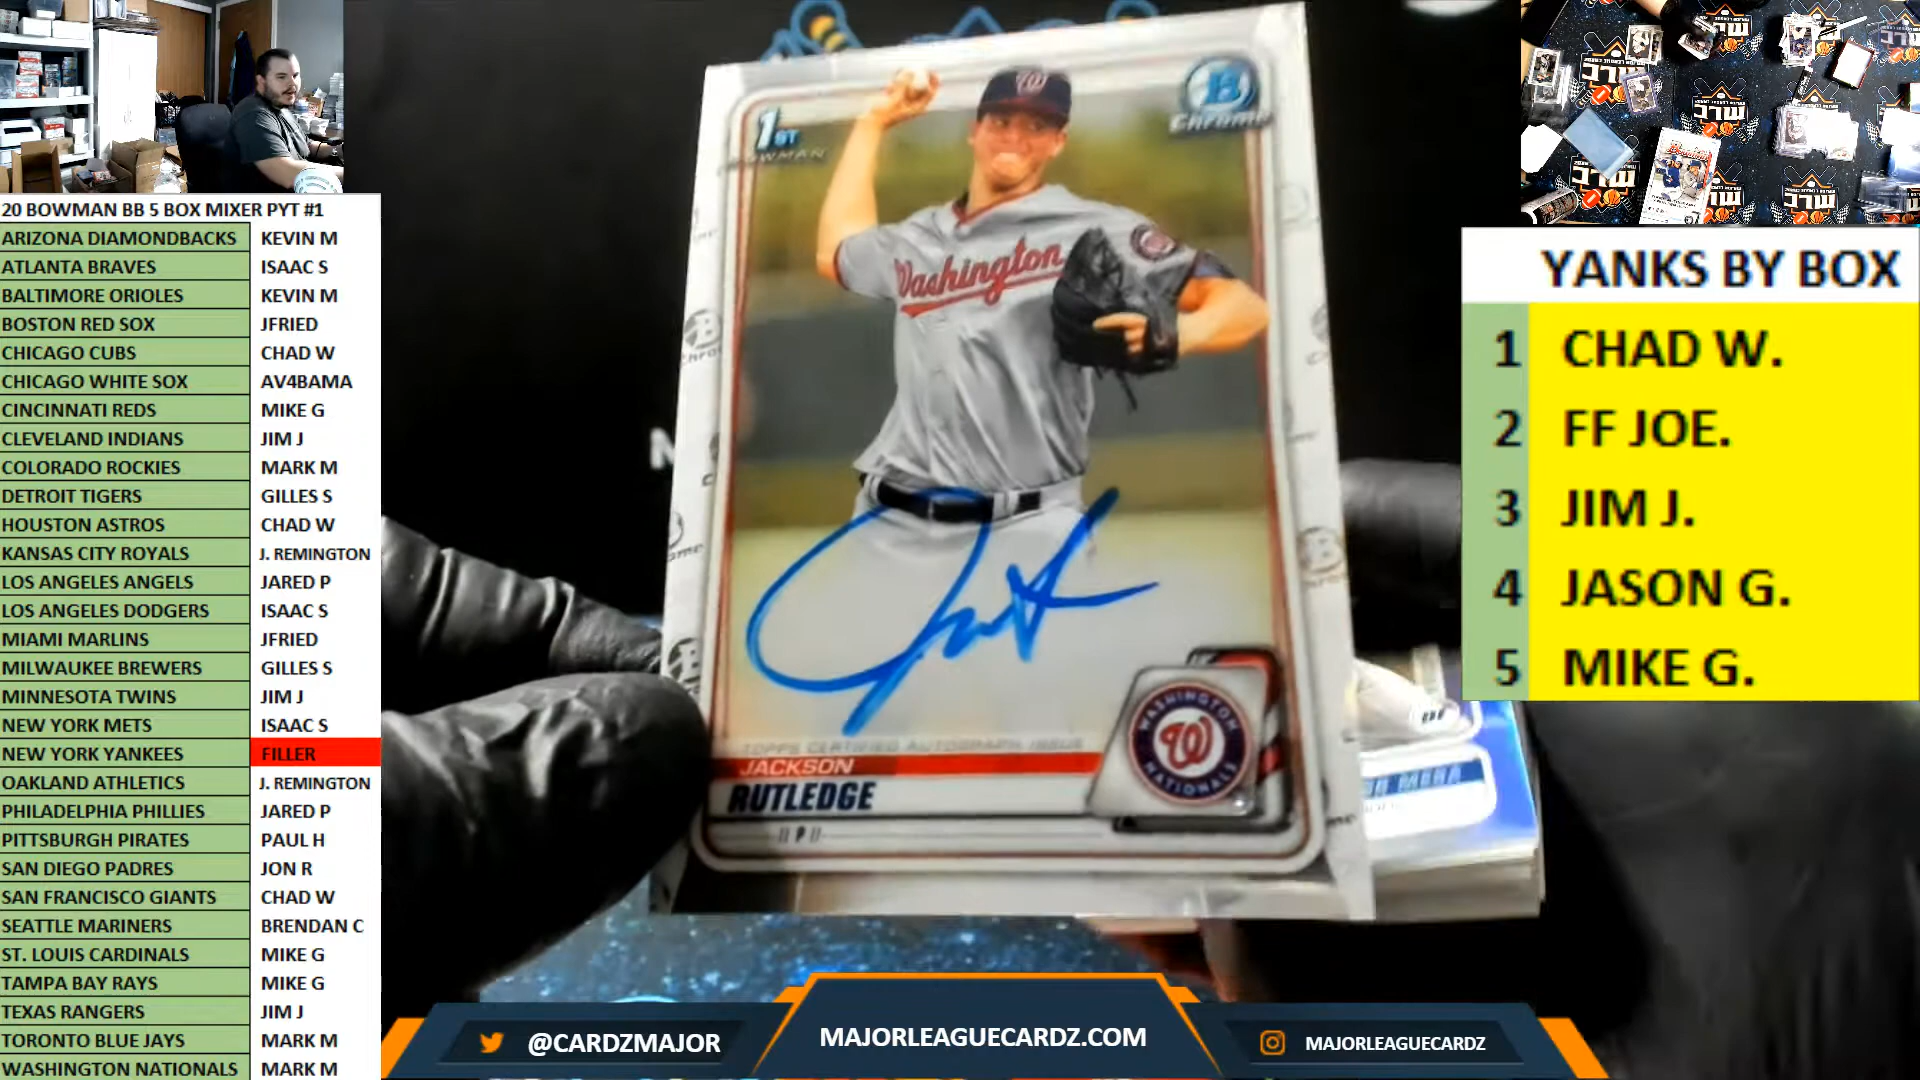 20 BOWMAN BB 5 BOX MIXER PYT #1
ARIZONA DIAMONDBACKS KEVIN M
ATLANTA BRAVES ISAAC S
BALTIMORE ORIOLES KEVIN M
BOSTON RED SOX JFRIED
CHICAGO CUBS CHAD W
CHICAGO WHITE SOX AV4BAMA
CINCINNATI REDS MIKE G
CLEVELAND INDIANS JIM J
COLORADO ROCKIES MARK M
DETROIT TIGERS GILLES S
HOUSTON ASTROS CHAD W
KANSAS CITY ROYALS J. REMINGTON
LOS ANGELES ANGELS JARED P
LOS ANGELES DODGERS ISAAC S
MIAMI MARLINS JFRIED
MILWAUKEE BREWERS GILLES S
MINNESOTA TWINS JIM J
NEW YORK METS ISAAC S
NEW YORK YANKEES FILLER
OAKLAND ATHLETICS J. REMINGTON
PHILADELPHIA PHILLIES JARED P
PITTSBURGH PIRATES PAUL H
SAN DIEGO PADRES JON R
SAN FRANCISCO GIANTS CHAD W
SEATTLE MARINERS BRENDAN C
ST. LOUIS CARDINALS MIKE G
TAMPA BAY RAYS MIKE G
TEXAS RANGERS JIM J
TORONTO BLUE JAYS MARK M
WASHINGTON NATIONALS MARK M
1ST
BOWMAN
B
Chrome
W
Washington
TOPPS CERTIFIED AUTOGRAPH ISSUE
JACKSON
RUTLEDGE
P
WASHINGTON
W
NATIONALS
YANKS BY BOX
1 CHAD W.
2 FF JOE.
3 JIM J.
4 JASON G.
5 MIKE G.
@CARDZMAJOR
MAJORLEAGUECARDZ.COM
MAJORLEAGUECARDZ